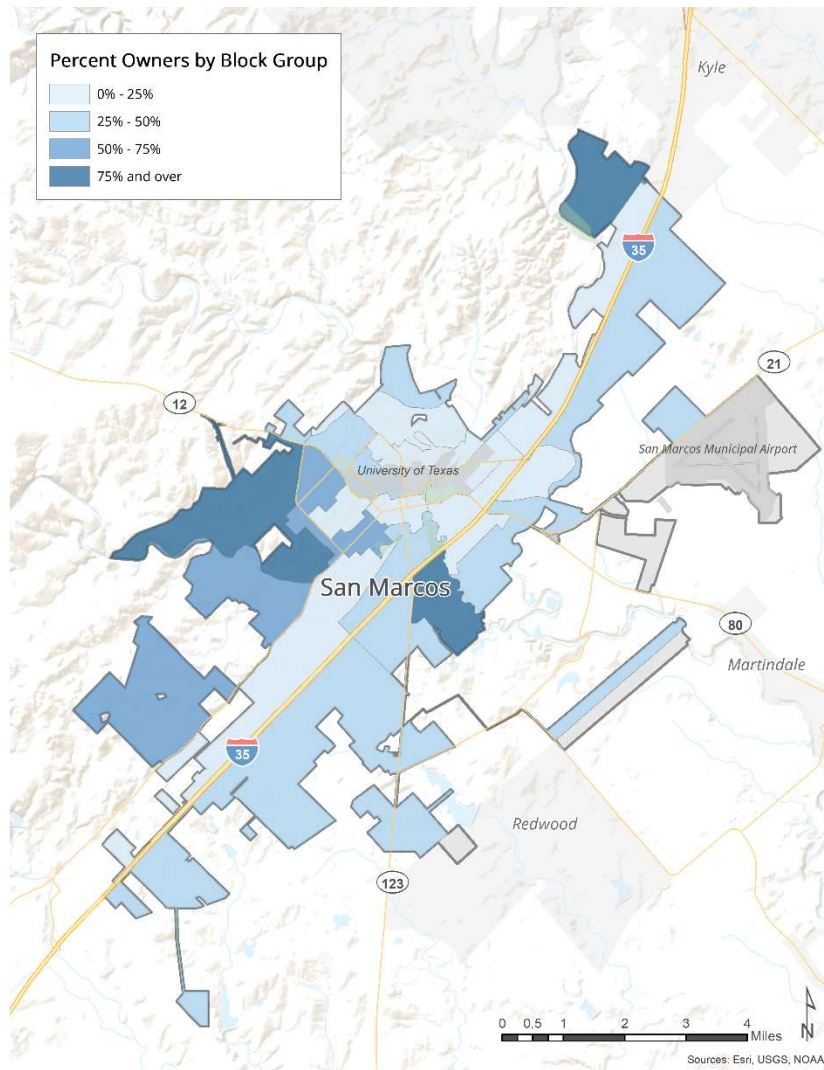 Percent Owners by Block Group
0% - 25%
25% - 50%
50% - 75%
75% and over
Kyle
35
21
12
San Marcos Municipal Airport
University of Texas
San Marcos
80
Martindale
35
Redwood
123
0 0.5 1 2 3 4
Miles
N
Sources: Esri, USGS, NOAA